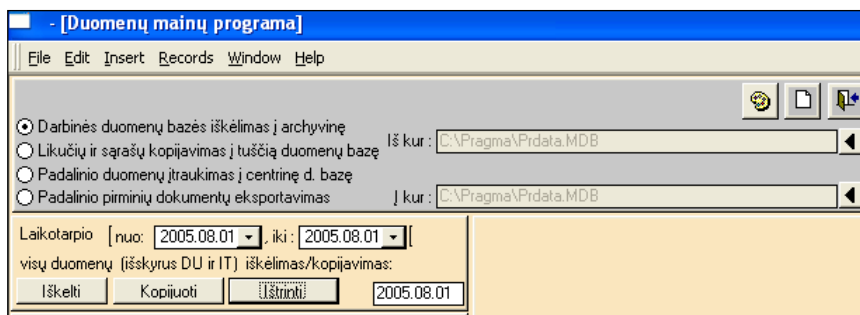 - [Duomenų mainų programa]
File Edit Insert Records Window Help
Darbinės duomenų bazės iškėlimas į archyvinę
Likučių ir sąrašų kopijavimas į tuščią duomenų bazę
Iš kur : C:\Pragma\Prdata.MDB
Padalinio duomenų įtraukimas į centrinę d. bazę
Padalinio pirminių dokumentų eksportavimas
Į kur : C:\Pragma\Prdata.MDB
Laikotarpio [ nuo: 2005.08.01 , iki : 2005.08.01 [
visų duomenų (išskyrus DU ir IT) iškėlimas/kopijavimas:
Iškelti Kopijuoti Ištrinti 2005.08.01